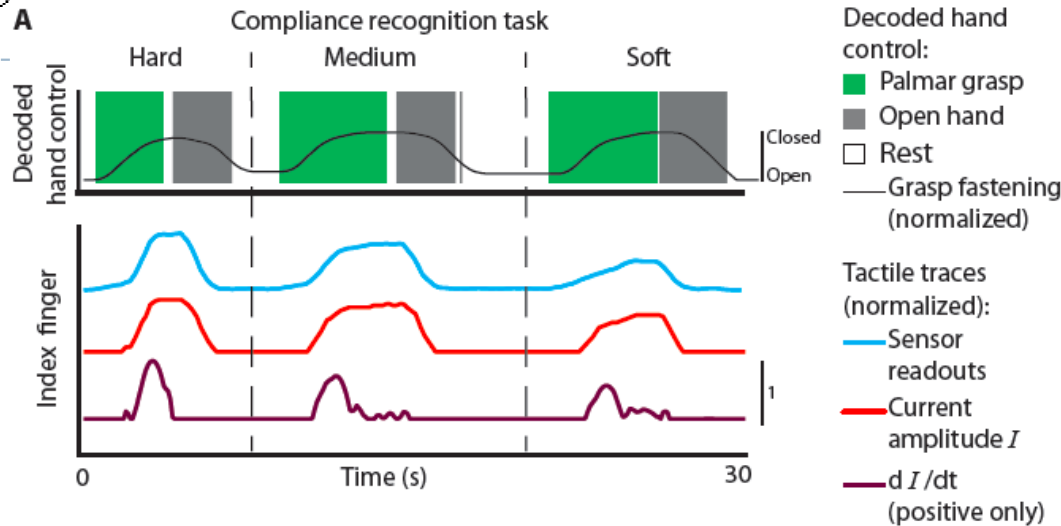 A
Compliance recognition task
Hard
Medium
Soft
Decoded
hand control
Closed
Open
Index finger
1
0
Time (s)
30
Decoded hand
control:
Palmar grasp
Open hand
Rest
Grasp fastening
(normalized)
Tactile traces
(normalized):
Sensor
readouts
Current
amplitude I
dI/dt
(positive only)